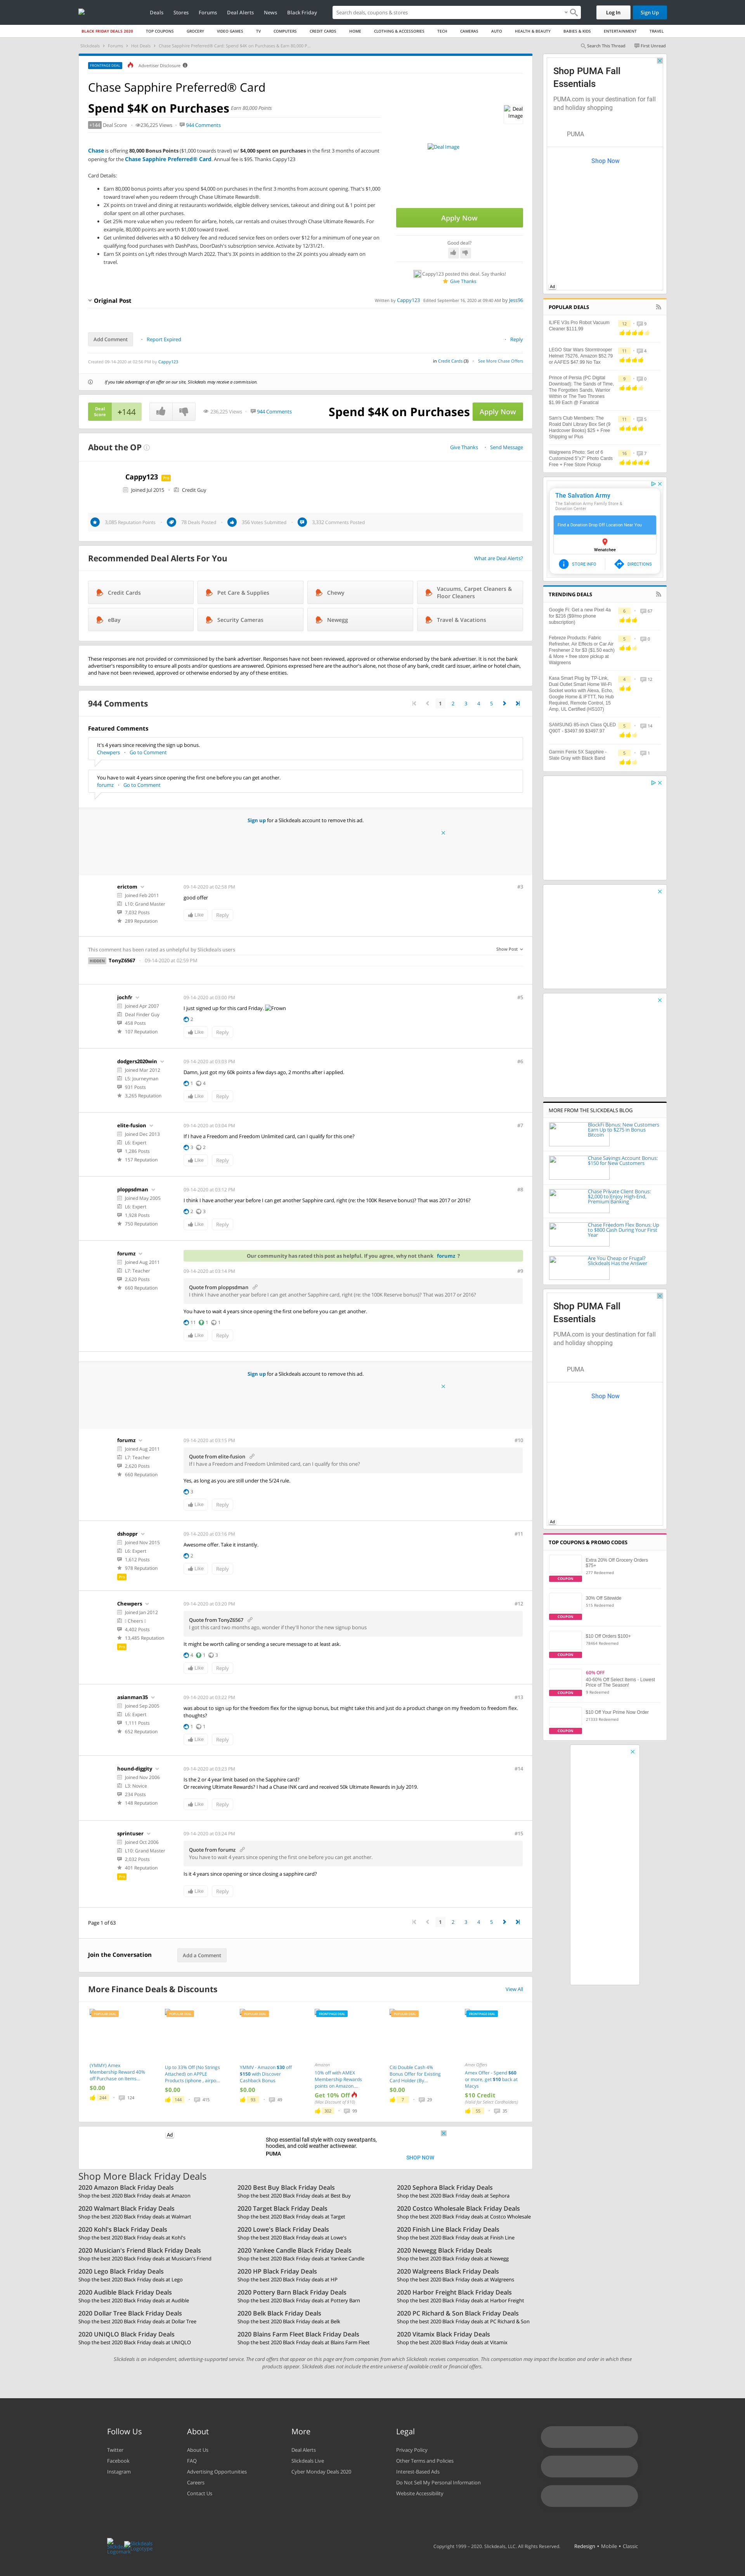 Deals Stores Forums Deal Alerts News Black Friday
Search deals, coupons & stores
Log In Sign Up
BLACK FRIDAY DEALS 2020 TOP COUPONS GROCERY VIDEO GAMES TV COMPUTERS CREDIT CARDS HOME CLOTHING & ACCESSORIES TECH CAMERAS AUTO HEALTH & BEAUTY BABIES & KIDS ENTERTAINMENT TRAVEL
Slickdeals Forums Hot Deals Chase Sapphire Preferred® Card: Spend $4K on Purchases & Earn 80,000 P...
Search This Thread First Unread
FRONTPAGE DEAL Advertiser Disclosure
Chase Sapphire Preferred® Card
Spend $4K on Purchases Earn 80,000 Points
+144 Deal Score 236,225 Views 944 Comments
Deal Image
Chase is offering 80,000 Bonus Points ($1,000 towards travel) w/ $4,000 spent on purchases in the first 3 months of account
opening for the Chase Sapphire Preferred® Card. Annual fee is $95. Thanks Cappy123
Card Details:
Earn 80,000 bonus points after you spend $4,000 on purchases in the first 3 months from account opening. That's $1,000
toward travel when you redeem through Chase Ultimate Rewards®.
2X points on travel and dining at restaurants worldwide, eligible delivery services, takeout and dining out & 1 point per
dollar spent on all other purchases.
Get 25% more value when you redeem for airfare, hotels, car rentals and cruises through Chase Ultimate Rewards. For
example, 80,000 points are worth $1,000 toward travel.
Get unlimited deliveries with a $0 delivery fee and reduced service fees on orders over $12 for a minimum of one year on
qualifying food purchases with DashPass, DoorDash's subscription service. Activate by 12/31/21.
Earn 5X points on Lyft rides through March 2022. That's 3X points in addition to the 2X points you already earn on
travel.
Deal Image
Apply Now
Good deal?
Cappy123 posted this deal. Say thanks!
Give Thanks
Original Post
Written by Cappy123 Edited September 16, 2020 at 09:40 AM by Jess96
Add Comment Report Expired Reply
Created 09-14-2020 at 02:56 PM by Cappy123
in Credit Cards (3) See More Chase Offers
If you take advantage of an offer on our site, Slickdeals may receive a commission.
Deal Score +144
236,225 Views 944 Comments
Spend $4K on Purchases Apply Now
About the OP
Give Thanks Send Message
Cappy123 Pro
Joined Jul 2015 Credit Guy
3,685 Reputation Points 78 Deals Posted 356 Votes Submitted 3,332 Comments Posted
Recommended Deal Alerts For You
What are Deal Alerts?
Credit Cards Pet Care & Supplies Chewy Vacuums, Carpet Cleaners & Floor Cleaners
eBay Security Cameras Newegg Travel & Vacations
These responses are not provided or commissioned by the bank advertiser. Responses have not been reviewed, approved or otherwise endorsed by the bank advertiser. It is not the bank
advertiser's responsibility to ensure all posts and/or questions are answered. Opinions expressed here are the author's alone, not those of any bank, credit card issuer, airline or hotel chain,
and have not been reviewed, approved or otherwise endorsed by any of these entities.
944 Comments
1 2 3 4 5
Featured Comments
It's 4 years since receiving the sign up bonus.
Chewpers Go to Comment
You have to wait 4 years since opening the first one before you can get another.
forumz Go to Comment
Sign up for a Slickdeals account to remove this ad.
erictom
Joined Feb 2011
L10: Grand Master
7,032 Posts
289 Reputation
09-14-2020 at 02:58 PM #3
good offer
Like Reply
This comment has been rated as unhelpful by Slickdeals users.
Show Post
HIDDEN TonyZ6567 09-14-2020 at 02:59 PM
jochfr
Joined Apr 2007
Deal Finder Guy
458 Posts
107 Reputation
09-14-2020 at 03:00 PM #5
I just signed up for this card Friday. Frown
2
Like Reply
dodgers2020win
Joined Mar 2012
L5: Journeyman
931 Posts
3,265 Reputation
09-14-2020 at 03:03 PM #6
Damn, just got my 60k points a few days ago, 2 months after i applied.
1 4
Like Reply
elite-fusion
Joined Dec 2013
L6: Expert
1,286 Posts
157 Reputation
09-14-2020 at 03:04 PM #7
If I have a Freedom and Freedom Unlimited card, can I qualify for this one?
3 2
Like Reply
ploppsdman
Joined May 2005
L6: Expert
1,928 Posts
750 Reputation
09-14-2020 at 03:12 PM #8
I think I have another year before I can get another Sapphire card, right (re: the 100K Reserve bonus)? That was 2017 or 2016?
2 3
Like Reply
forumz
Joined Aug 2011
L7: Teacher
2,620 Posts
660 Reputation
Our community has rated this post as helpful. If you agree, why not thank forumz ?
09-14-2020 at 03:14 PM #9
Quote from ploppsdman
I think I have another year before I can get another Sapphire card, right (re: the 100K Reserve bonus)? That was 2017 or 2016?
You have to wait 4 years since opening the first one before you can get another.
11 1 1
Like Reply
Sign up for a Slickdeals account to remove this ad.
forumz
Joined Aug 2011
L7: Teacher
2,620 Posts
660 Reputation
09-14-2020 at 03:15 PM #10
Quote from elite-fusion
If I have a Freedom and Freedom Unlimited card, can I qualify for this one?
Yes, as long as you are still under the 5/24 rule.
3
Like Reply
dshoppr
Joined Nov 2015
L6: Expert
1,612 Posts
978 Reputation
Pro
09-14-2020 at 03:16 PM #11
Awesome offer. Take it instantly.
2
Like Reply
Chewpers
Joined Jan 2012
! Cheers !
4,402 Posts
13,485 Reputation
Pro
09-14-2020 at 03:20 PM #12
Quote from TonyZ6567
I got this card two months ago, wonder if they'll honor the new signup bonus
It might be worth calling or sending a secure message to at least ask.
4 1 3
Like Reply
asianman35
Joined Sep 2005
L6: Expert
1,111 Posts
652 Reputation
09-14-2020 at 03:22 PM #13
was about to sign up for the freedom flex for the signup bonus, but might take this and just do a product change on my freedom to freedom flex.
thoughts?
1 1
Like Reply
hound-diggity
Joined Nov 2006
L3: Novice
234 Posts
148 Reputation
09-14-2020 at 03:23 PM #14
Is the 2 or 4 year limit based on the Sapphire card?
Or receiving Ultimate Rewards? I had a Chase INK card and received 50k Ultimate Rewards in July 2019.
Like Reply
sprintuser
Joined Oct 2006
L10: Grand Master
2,032 Posts
401 Reputation
Pro
09-14-2020 at 03:24 PM #15
Quote from forumz
You have to wait 4 years since opening the first one before you can get another.
Is it 4 years since opening or since closing a sapphire card?
Like Reply
Page 1 of 63
1 2 3 4 5
Join the Conversation Add a Comment
More Finance Deals & Discounts
View All
POPULAR DEAL POPULAR DEAL POPULAR DEAL FRONTPAGE DEAL POPULAR DEAL FRONTPAGE DEAL
(YMMV) Amex Membership Reward 40% off Purchase on Items...
$0.00
246 124
Up to 33% Off (No Strings Attached) on APPLE Products (iphone , airpo...
$0.00
144 415
YMMV - Amazon $30 off $150 with Discover Cashback Bonus
$0.00
93 89
Amazon
10% off with AMEX Membership Rewards points on Amazon...
Get 10% Off
(Max Discount of $10)
302 99
Citi Double Cash 4% Bonus Offer for Existing Card Holder (By...
$0.00
7 29
Amex Offers
Amex Offer - Spend $60 or more, get $10 back at Macys
$10 Credit
(Valid for Select Cardholders)
55 35
Ad
Shop essential fall style with cozy sweatpants,
hoodies, and cold weather activewear.
PUMA
SHOP NOW
Shop More Black Friday Deals
2020 Amazon Black Friday Deals
Shop the best 2020 Black Friday deals at Amazon
2020 Best Buy Black Friday Deals
Shop the best 2020 Black Friday deals at Best Buy
2020 Sephora Black Friday Deals
Shop the best 2020 Black Friday deals at Sephora
2020 Walmart Black Friday Deals
Shop the best 2020 Black Friday deals at Walmart
2020 Target Black Friday Deals
Shop the best 2020 Black Friday deals at Target
2020 Costco Wholesale Black Friday Deals
Shop the best 2020 Black Friday deals at Costco Wholesale
2020 Kohl's Black Friday Deals
Shop the best 2020 Black Friday deals at Kohl's
2020 Lowe's Black Friday Deals
Shop the best 2020 Black Friday deals at Lowe's
2020 Finish Line Black Friday Deals
Shop the best 2020 Black Friday deals at Finish Line
2020 Musician's Friend Black Friday Deals
Shop the best 2020 Black Friday deals at Musician's Friend
2020 Yankee Candle Black Friday Deals
Shop the best 2020 Black Friday deals at Yankee Candle
2020 Newegg Black Friday Deals
Shop the best 2020 Black Friday deals at Newegg
2020 Lego Black Friday Deals
Shop the best 2020 Black Friday deals at Lego
2020 HP Black Friday Deals
Shop the best 2020 Black Friday deals at HP
2020 Walgreens Black Friday Deals
Shop the best 2020 Black Friday deals at Walgreens
2020 Audible Black Friday Deals
Shop the best 2020 Black Friday deals at Audible
2020 Pottery Barn Black Friday Deals
Shop the best 2020 Black Friday deals at Pottery Barn
2020 Harbor Freight Black Friday Deals
Shop the best 2020 Black Friday deals at Harbor Freight
2020 Dollar Tree Black Friday Deals
Shop the best 2020 Black Friday deals at Dollar Tree
2020 Belk Black Friday Deals
Shop the best 2020 Black Friday deals at Belk
2020 PC Richard & Son Black Friday Deals
Shop the best 2020 Black Friday deals at PC Richard & Son
2020 UNIQLO Black Friday Deals
Shop the best 2020 Black Friday deals at UNIQLO
2020 Blains Farm Fleet Black Friday Deals
Shop the best 2020 Black Friday deals at Blains Farm Fleet
2020 Vitamix Black Friday Deals
Shop the best 2020 Black Friday deals at Vitamix
Slickdeals is an independent, advertising-supported service. The card offers that appear on this page are from companies from which Slickdeals receives compensation. This compensation may impact the location and order in which these
products appear. Slickdeals does not include the entire universe of available credit or financial offers.
Shop PUMA Fall
Essentials
PUMA.com is your destination for fall
and holiday shopping
PUMA
Shop Now
Ad
POPULAR DEALS
ILIFE V3s Pro Robot Vacuum Cleaner $111.99 12 9
LEGO Star Wars Stormtrooper Helmet 75276, Amazon $52.79 or AAFES $47.99 No Tax 11 4
Prince of Persia (PC Digital Download): The Sands of Time, The Forgotten Sands, Warrior Within or The Two Thrones $1.99 Each @ Fanatical 9 0
Sam's Club Members: The Roald Dahl Library Box Set (9 Hardcover Books) $25 + Free Shipping w/ Plus 11 5
Walgreens Photo: Set of 6 Customized 5"x7" Photo Cards Free + Free Store Pickup 16 7
The Salvation Army
The Salvation Army Family Store &
Donation Center
Find a Donation Drop Off Location Near You
Wenatchee
STORE INFO DIRECTIONS
TRENDING DEALS
Google Fi: Get a new Pixel 4a for $216 ($9/mo phone subscription) 6 67
Febreze Products: Fabric Refresher, Air Effects or Car Air Freshener 2 for $3 ($1.50 each) & More + free store pickup at Walgreens 5 0
Kasa Smart Plug by TP-Link, Dual Outlet Smart Home Wi-Fi Socket works with Alexa, Echo, Google Home & IFTTT, No Hub Required, Remote Control, 15 Amp, UL Certified (HS107) 4 12
SAMSUNG 85-inch Class QLED Q90T - $3497.99 $3497.97 5 14
Garmin Fenix 5X Sapphire - Slate Gray with Black Band 5 1
MORE FROM THE SLICKDEALS BLOG
BlockFi Bonus: New Customers Earn Up to $275 in Bonus Bitcoin
Chase Savings Account Bonus: $150 for New Customers
Chase Private Client Bonus: $2,000 to Enjoy High-End, Premium Banking
Chase Freedom Flex Bonus: Up to $800 Cash During Your First Year
Are You Cheap or Frugal? Slickdeals Has the Answer
Shop PUMA Fall
Essentials
PUMA.com is your destination for fall
and holiday shopping
PUMA
Shop Now
Ad
TOP COUPONS & PROMO CODES
Extra 20% Off Grocery Orders $75+
277 Redeemed
COUPON
30% Off Sitewide
515 Redeemed
COUPON
$10 Off Orders $100+
COUPON
60% OFF
40-60% Off Select Items - Lowest Price of The Season!
0 Redeemed
COUPON
$10 Off Your Prime Now Order
21335 Redeemed
COUPON
Follow Us
Twitter
Facebook
Instagram
About
About Us
FAQ
Advertising Opportunities
Careers
Contact Us
More
Deal Alerts
Slickdeals Live
Cyber Monday Deals 2020
Legal
Privacy Policy
Other Terms and Policies
Interest-Based Ads
Do Not Sell My Personal Information
Website Accessibility
Copyright 1999 - 2020. Slickdeals, LLC. All Rights Reserved. Redesign • Mobile • Classic